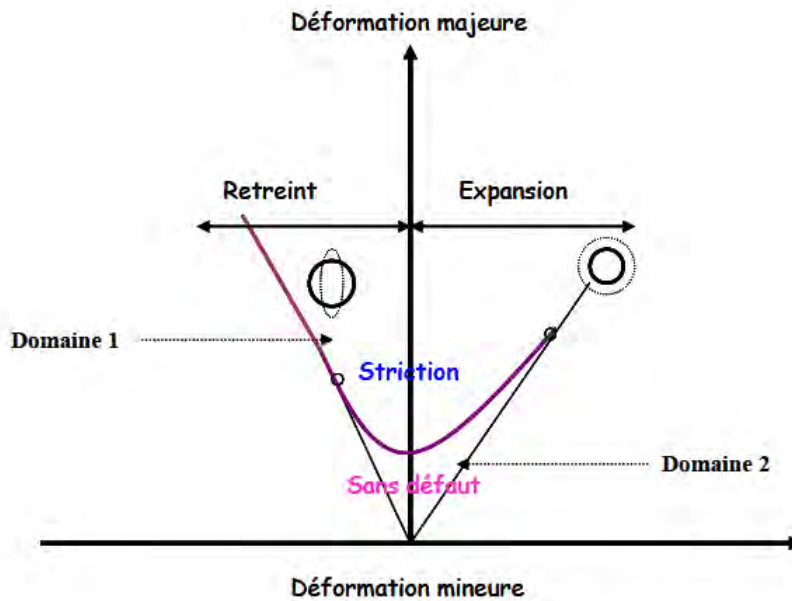 Déformation majeure
Retreint
Expansion
Domaine 1
Striction
Domaine 2
Sans défaut
Déformation mineure